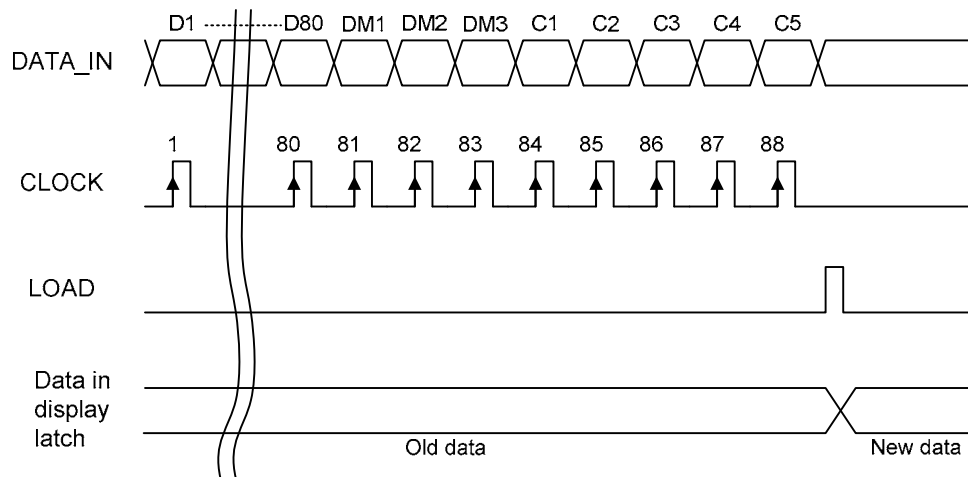 D1 D80 DM1 DM2 DM3 C1 C2 C3 C4 C5
DATA_IN
1 80 81 82 83 84 85 86 87 88
CLOCK
LOAD
Data in
display
latch
Old data
New data